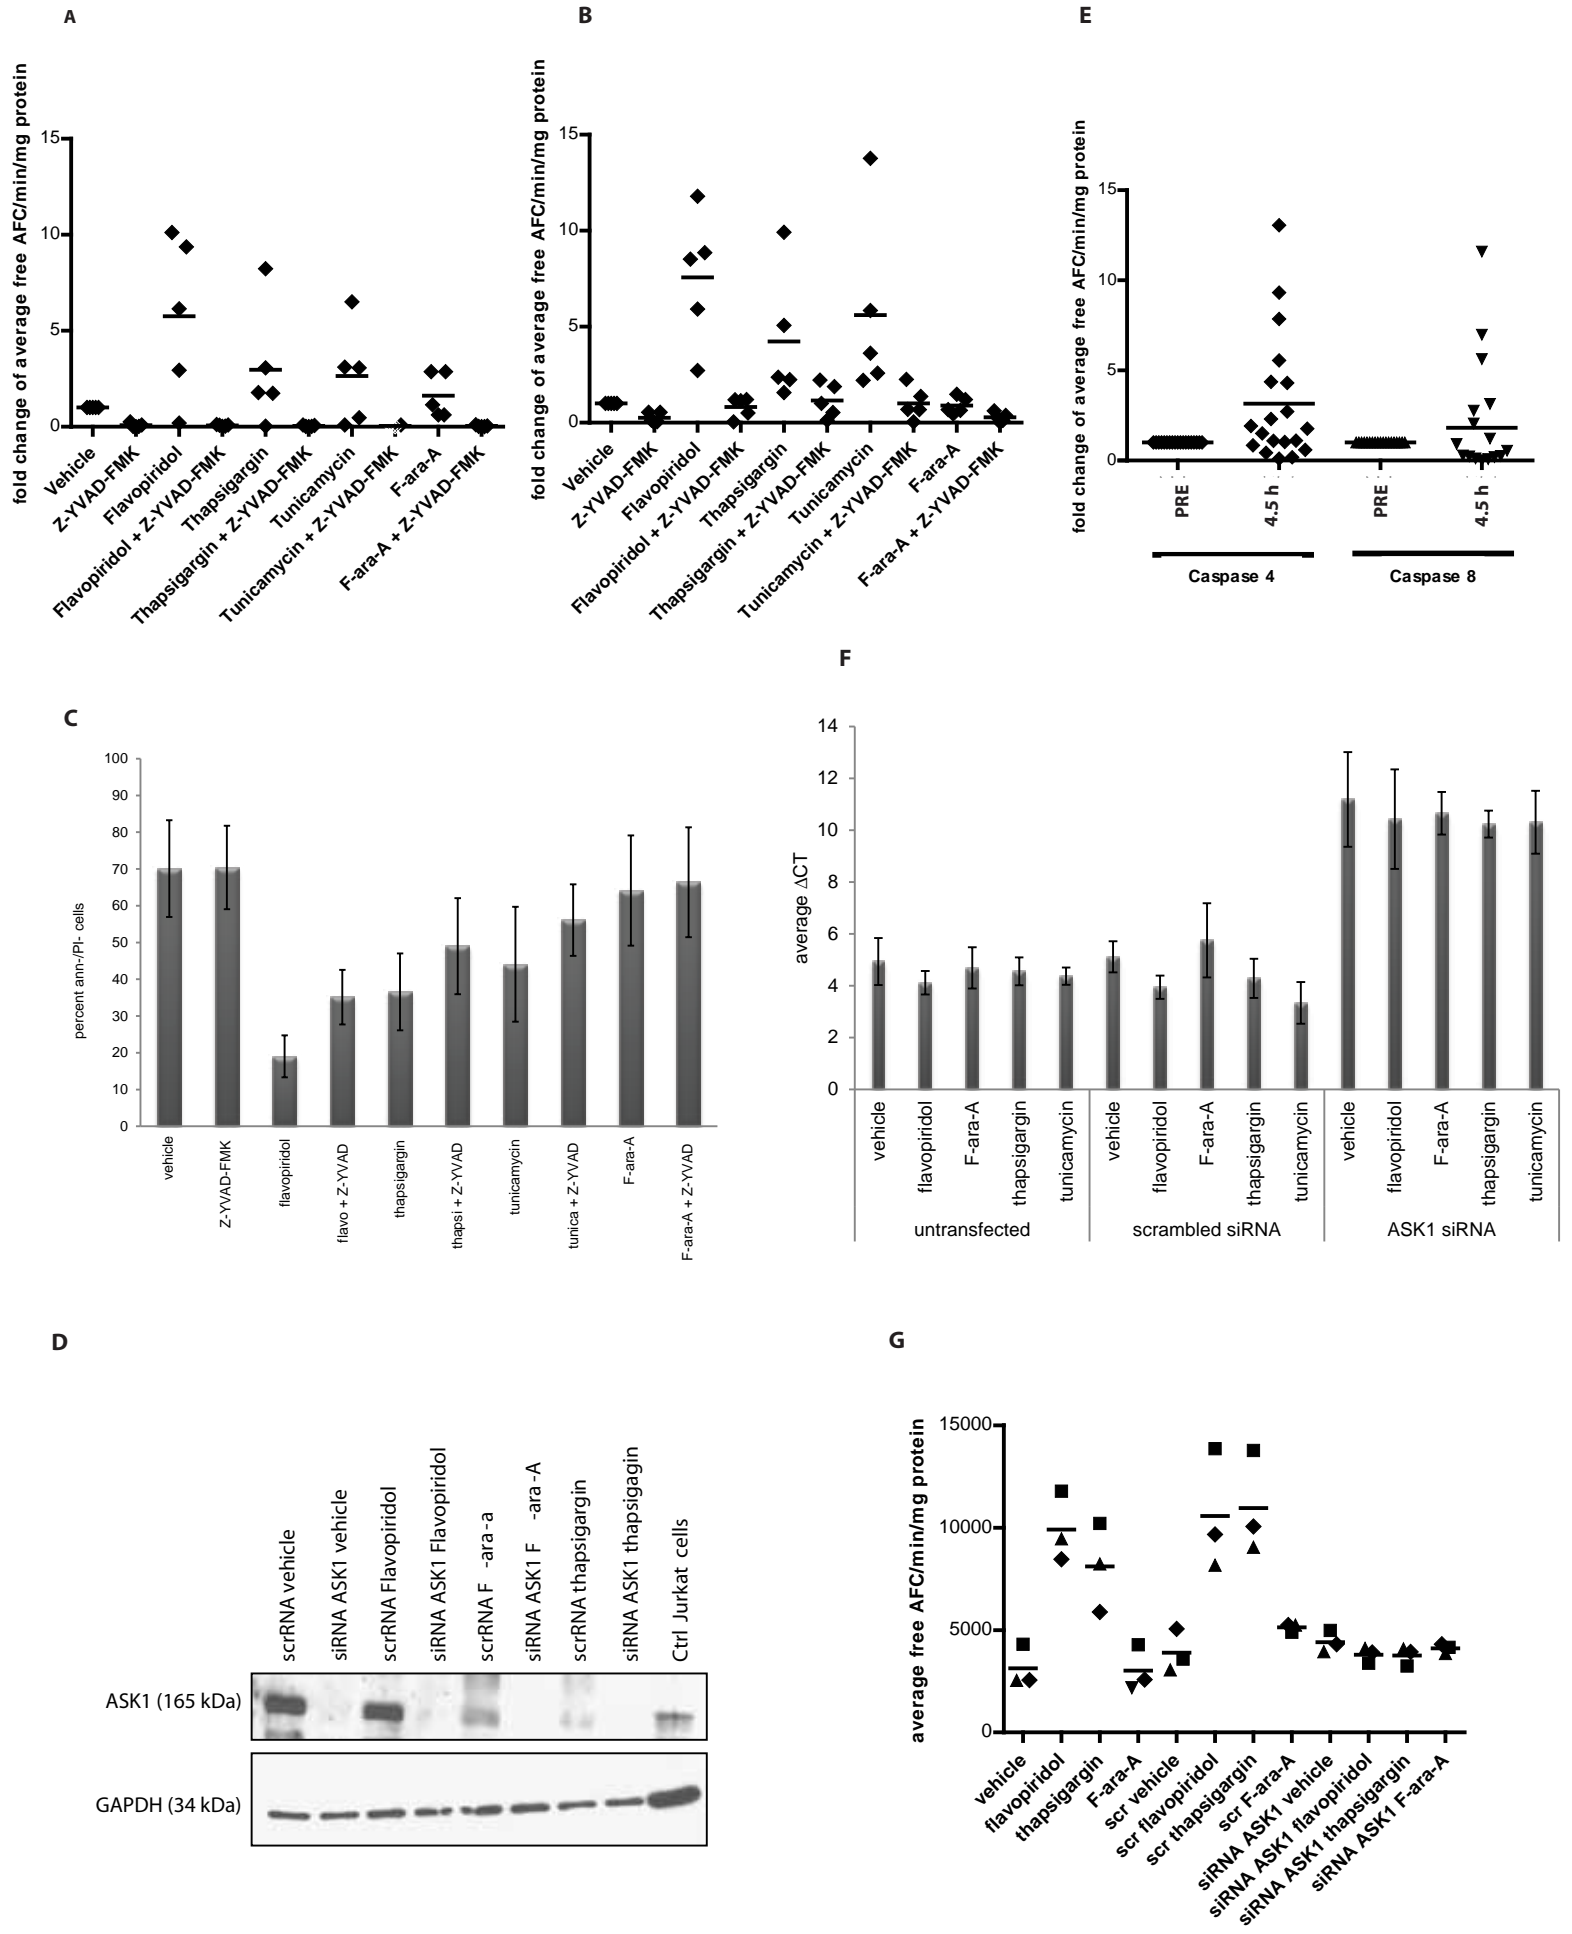 A
fold change of average free AFC/min/mg protein
15
10
5
0
Vehicle
Z-YVAD-FMK
Flavopiridol
Flavopiridol + Z-YVAD-FMK
Thapsigargin
Thapsigargin + Z-YVAD-FMK
Tunicamycin
Tunicamycin + Z-YVAD-FMK
F-ara-A
F-ara-A + Z-YVAD-FMK
B
fold change of average free AFC/min/mg protein
15
10
5
0
Vehicle
Z-YVAD-FMK
Flavopiridol
Flavopiridol + Z-YVAD-FMK
Thapsigargin
Thapsigargin + Z-YVAD-FMK
Tunicamycin
Tunicamycin + Z-YVAD-FMK
F-ara-A
F-ara-A + Z-YVAD-FMK
E
fold change of average free AFC/min/mg protein
15
10
5
0
PRE
4.5 h
PRE
4.5 h
Caspase 4
Caspase 8
C
percent ann-/PI- cells
100
90
80
70
60
50
40
30
20
10
0
vehicle
Z-YVAD-FMK
flavopiridol
flavo + Z-YVAD
thapsigargin
thapsi + Z-YVAD
tunicamycin
tunica + Z-YVAD
F-ara-A
F-ara-A + Z-YVAD
F
average ΔCT
14
12
10
8
6
4
2
0
vehicle
flavopiridol
F-ara-A
thapsigargin
tunicamycin
vehicle
flavopiridol
F-ara-A
thapsigargin
tunicamycin
vehicle
flavopiridol
F-ara-A
thapsigargin
tunicamycin
untransfected
scrambled siRNA
ASK1 siRNA
D
scrRNA vehicle
siRNA ASK1 vehicle
scrRNA Flavopiridol
siRNA ASK1 Flavopiridol
scrRNA F -ara-a
siRNA ASK1 F -ara-A
scrRNA thapsigargin
siRNA ASK1 thapsigagin
Ctrl Jurkat cells
ASK1 (165 kDa)
GAPDH (34 kDa)
G
average free AFC/min/mg protein
15000
10000
5000
0
vehicle
flavopiridol
thapsigargin
F-ara-A
scr vehicle
scr flavopiridol
scr thapsigargin
scr F-ara-A
siRNA ASK1 vehicle
siRNA ASK1 flavopiridol
siRNA ASK1 thapsigargin
siRNA ASK1 F-ara-A